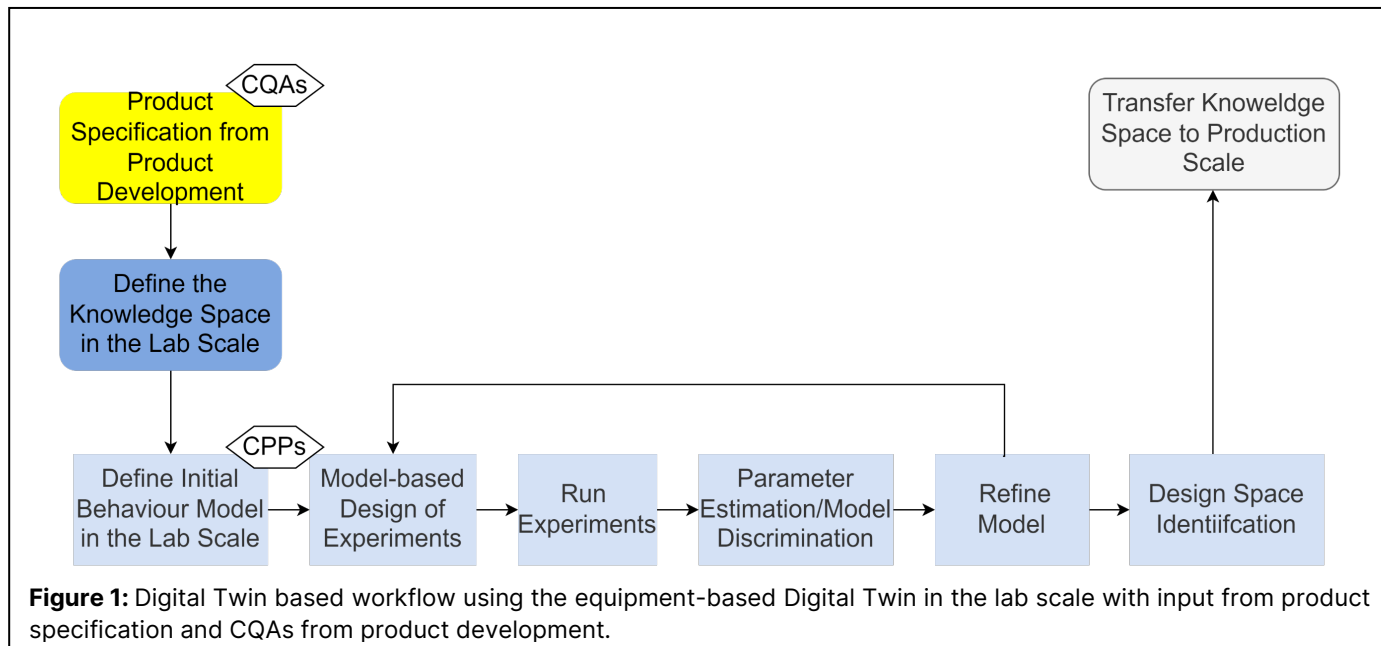 CQAs
Product
Specification from
Product
Development
Transfer Knoweldge
Space to Production
Scale
Define the
Knowledge Space
in the Lab Scale
CPPs
Define Initial
Behaviour Model
in the Lab Scale
Model-based
Design of
Experiments
Run
Experiments
Parameter
Estimation/Model
Discrimination
Refine
Model
Design Space
Identiifcation
Figure 1: Digital Twin based workflow using the equipment-based Digital Twin in the lab scale with input from product
specification and CQAs from product development.